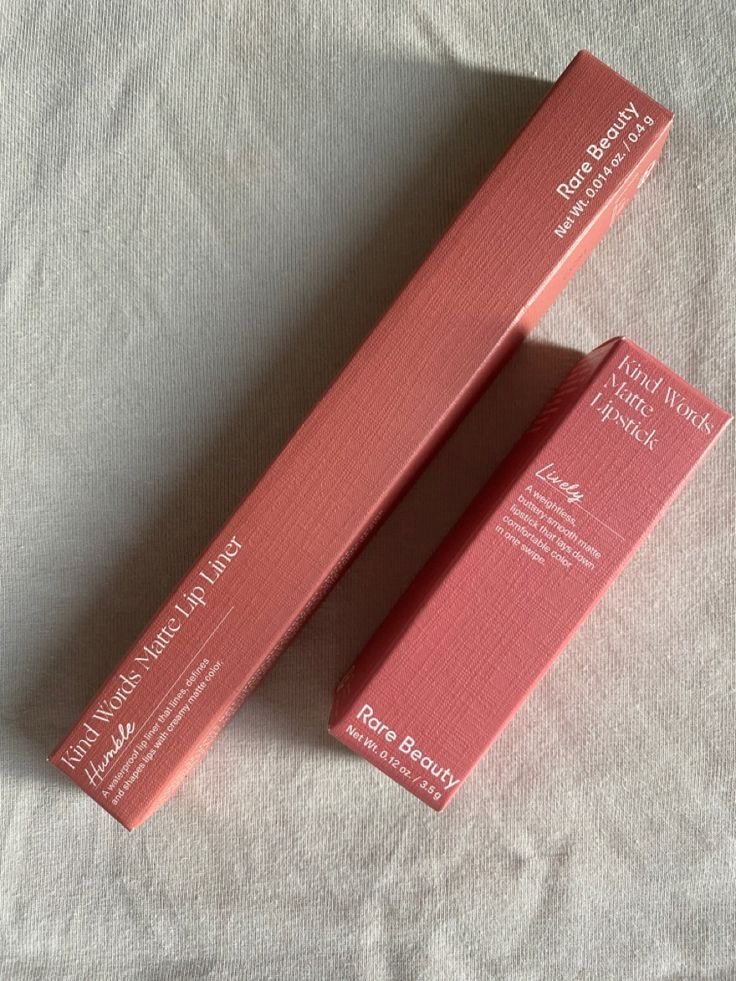 Rare Beauty
Net Wt. 0.014 oz. / 0.4 g
Kind Words Matte Lip Liner
Humble
A waterproof lip liner that lines, defines
and shapes lips with creamy matte color.
Kind Words
Matte
Lipstick
Lively
A weightless,
buttery-smooth matte
lipstick that lays down
comfortable color
in one swipe.
Rare Beauty
Net Wt. 0.12 oz. / 3.5 g